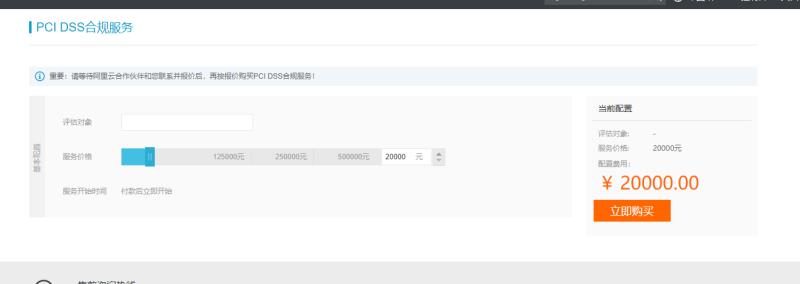 PCI DSS合规服务
重要：请等待阿里云合作伙伴和您联系并报价后，再按报价购买PCI DSS合规服务！
基本配置
评估对象
服务价格 125000元 250000元 500000元 20000 元
服务开始时间 付款后立即开始
当前配置
评估对象: -
服务价格: 20000元
配置费用:
¥ 20000.00
立即购买